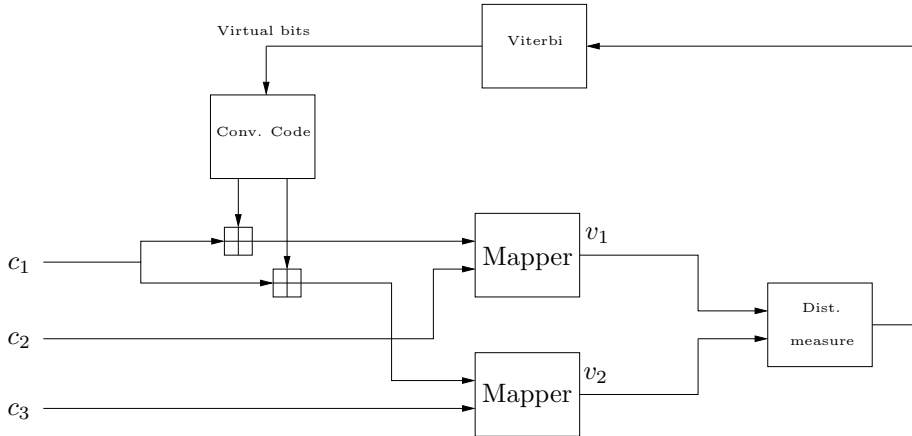 Virtual bits
Viterbi
Conv. Code
c₁
Mapper
v₁
Dist.
measure
c₂
Mapper
v₂
c₃